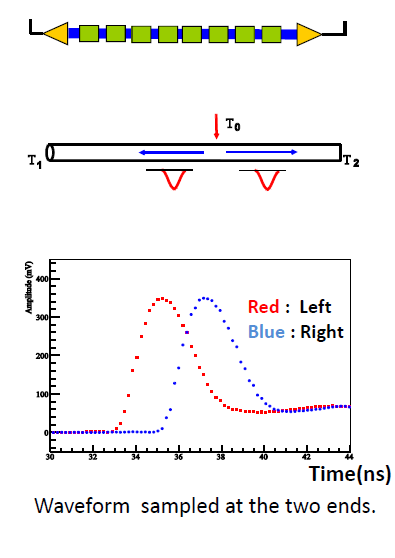 T0
T1
T2
Amplitude (mV)
400
300
200
100
0
Red : Left
Blue : Right
30 32 34 36 38 40 42 44
Time(ns)
Waveform sampled at the two ends.